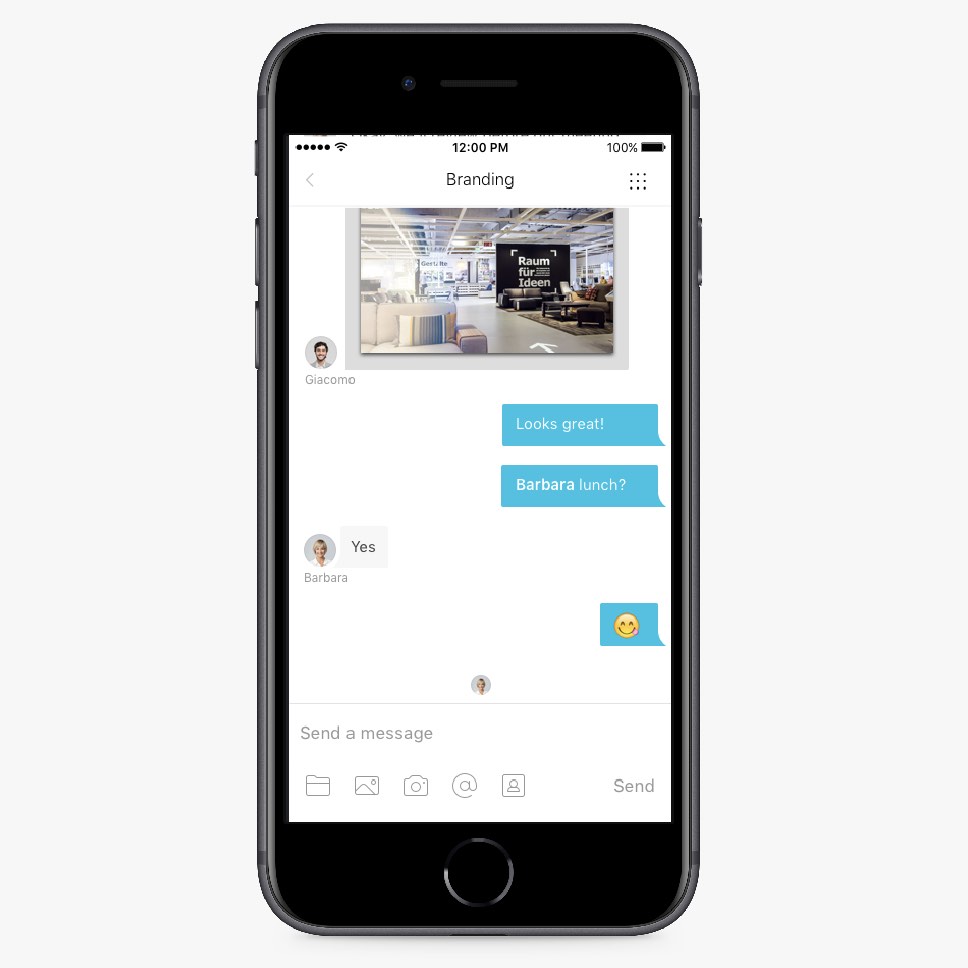 12:00 PM
100%
Branding
Raum
für
Ideen
Giacomo
Looks great!
Barbara lunch?
Yes
Barbara
Send a message
Send